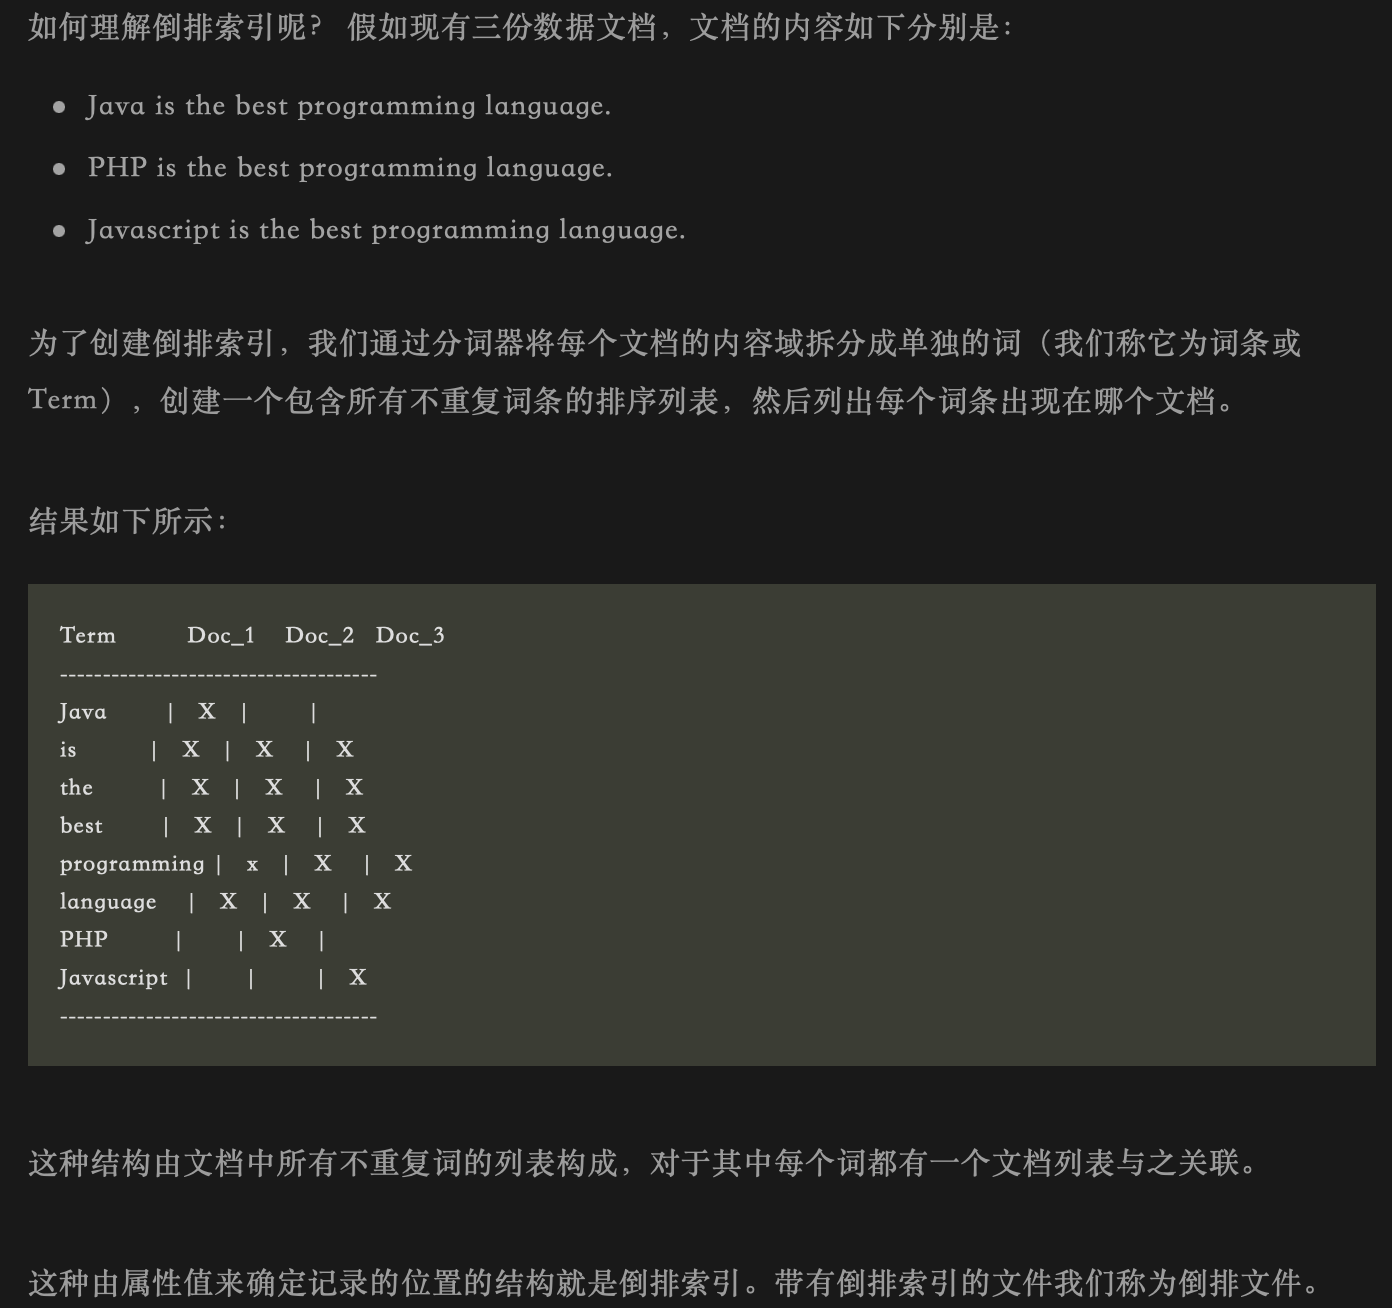 如何理解倒排索引呢? 假如现有三份数据文档，文档的内容如下分别是：
● Java is the best programming language.
● PHP is the best programming language.
● Javascript is the best programming language.
为了创建倒排索引，我们通过分词器将每个文档的内容域拆分成单独的词（我们称它为词条或
Term），创建一个包含所有不重复词条的排序列表，然后列出每个词条出现在哪个文档。
结果如下所示：
Term Doc_1 Doc_2 Doc_3
-------------------------------------
Java | X | |
is | X | X | X
the | X | X | X
best | X | X | X
programming | x | X | X
language | X | X | X
PHP | | X |
Javascript | | | X
-------------------------------------
这种结构由文档中所有不重复词的列表构成，对于其中每个词都有一个文档列表与之关联。
这种由属性值来确定记录的位置的结构就是倒排索引。带有倒排索引的文件我们称为倒排文件。